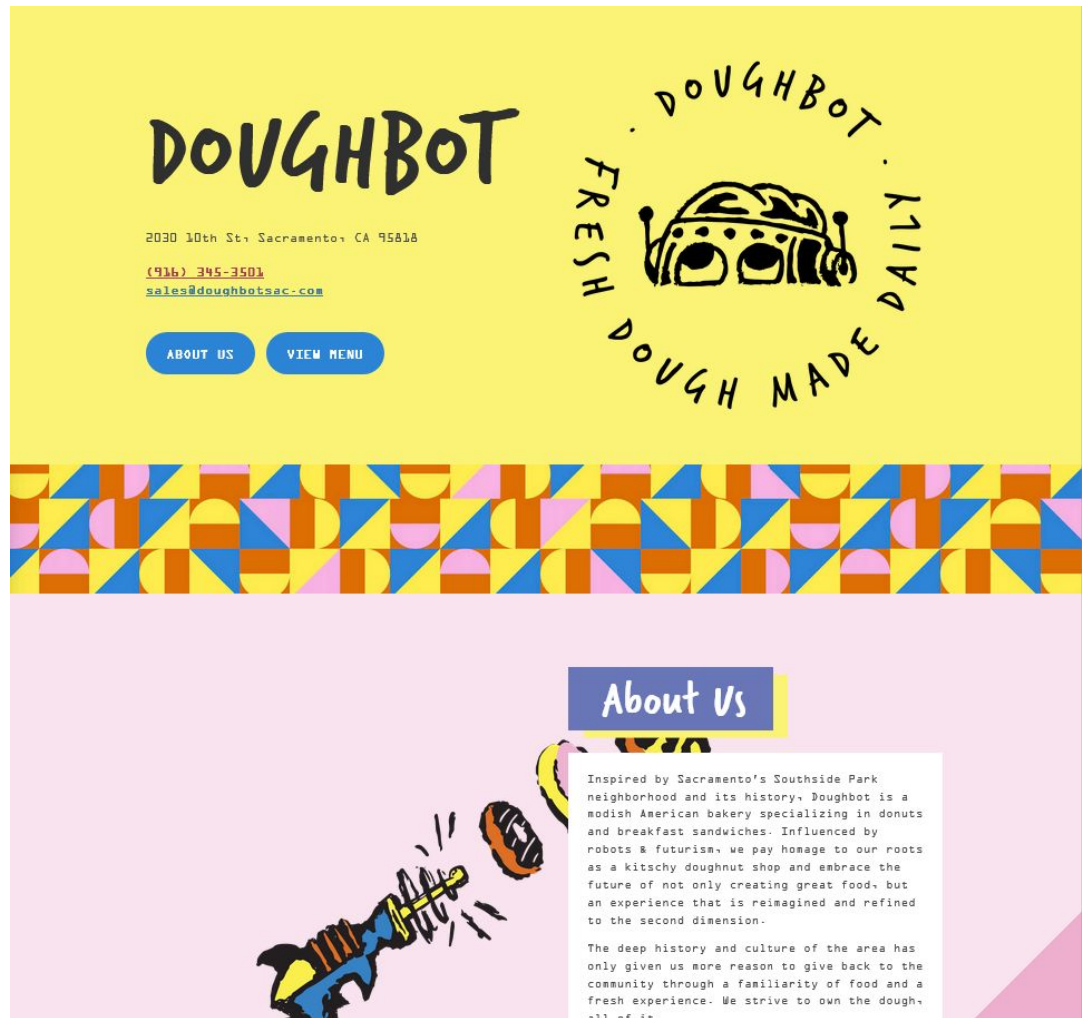 DOUGHBOT
2030 10th St, Sacramento, CA 95818
(916) 345-3501
sales@doughbotsac.com
ABOUT US
VIEW MENU
· DOUGHBOT ·
FRESH DOUGH MADE DAILY
About Us
Inspired by Sacramento's Southside Park
neighborhood and its history, Doughbot is a
modish American bakery specializing in donuts
and breakfast sandwiches. Influenced by
robots & futurism, we pay homage to our roots
as a kitschy doughnut shop and embrace the
future of not only creating great food, but
an experience that is reimagined and refined
to the second dimension.
The deep history and culture of the area has
only given us more reason to give back to the
community through a familiarity of food and a
fresh experience. We strive to own the dough,
all of it.